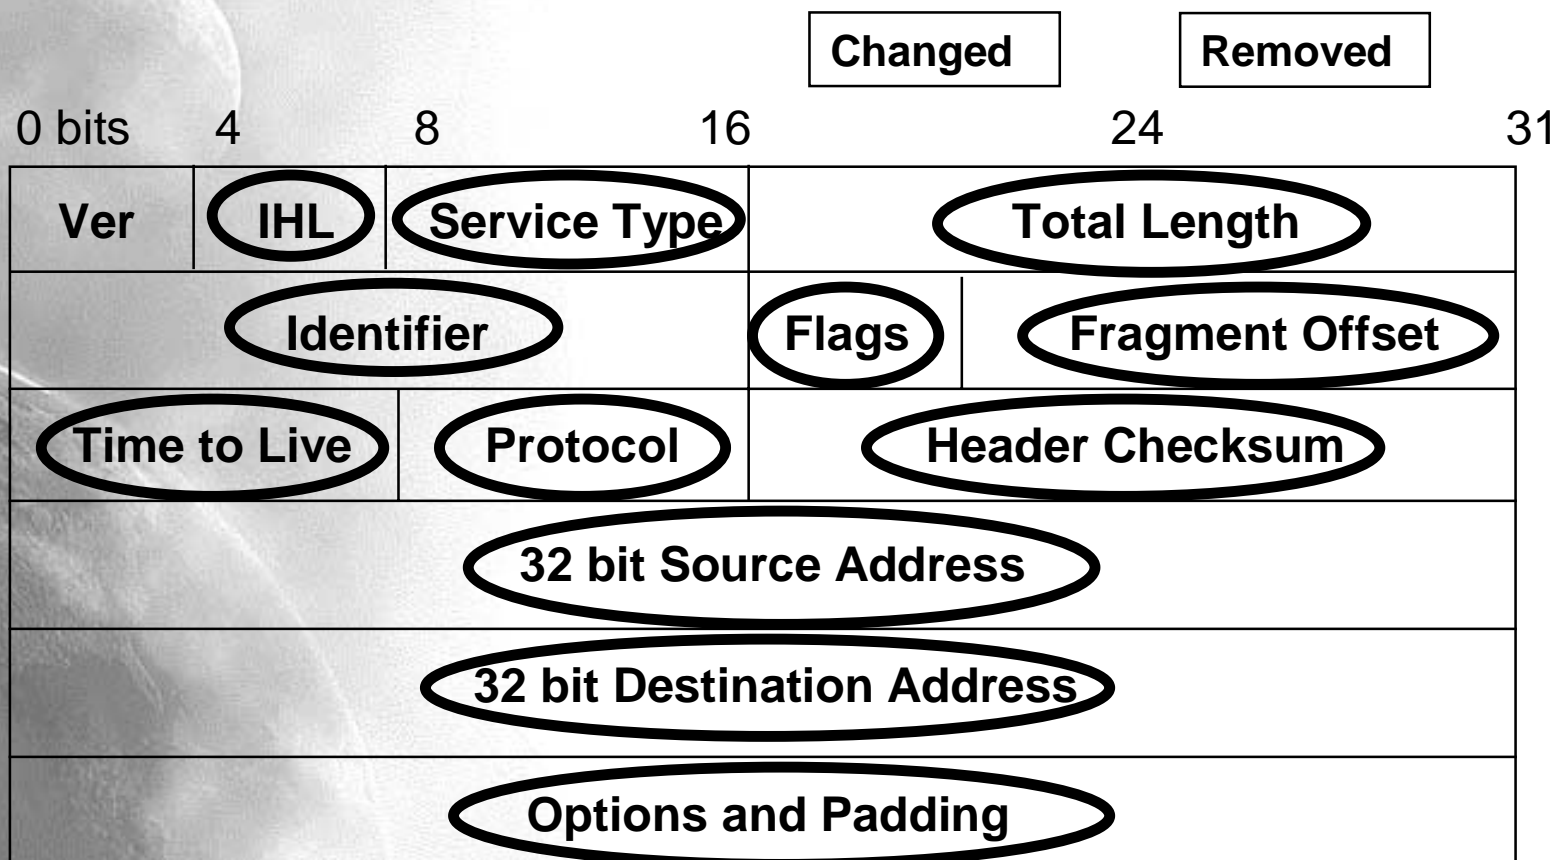 Changed Removed
0 bits 4 8 16 24 31
Ver IHL Service Type Total Length
Identifier Flags Fragment Offset
Time to Live Protocol Header Checksum
32 bit Source Address
32 bit Destination Address
Options and Padding